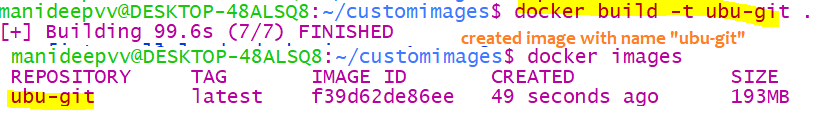 manideepvv@DESKTOP-48ALSQ8:~/customimages$ docker build -t ubu-git .
[+] Building 99.6s (7/7) FINISHED
created image with name "ubu-git"
manideepvv@DESKTOP-48ALSQ8:~/customimages$ docker images
REPOSITORY TAG IMAGE ID CREATED SIZE
ubu-git latest f39d62de86ee 49 seconds ago 193MB